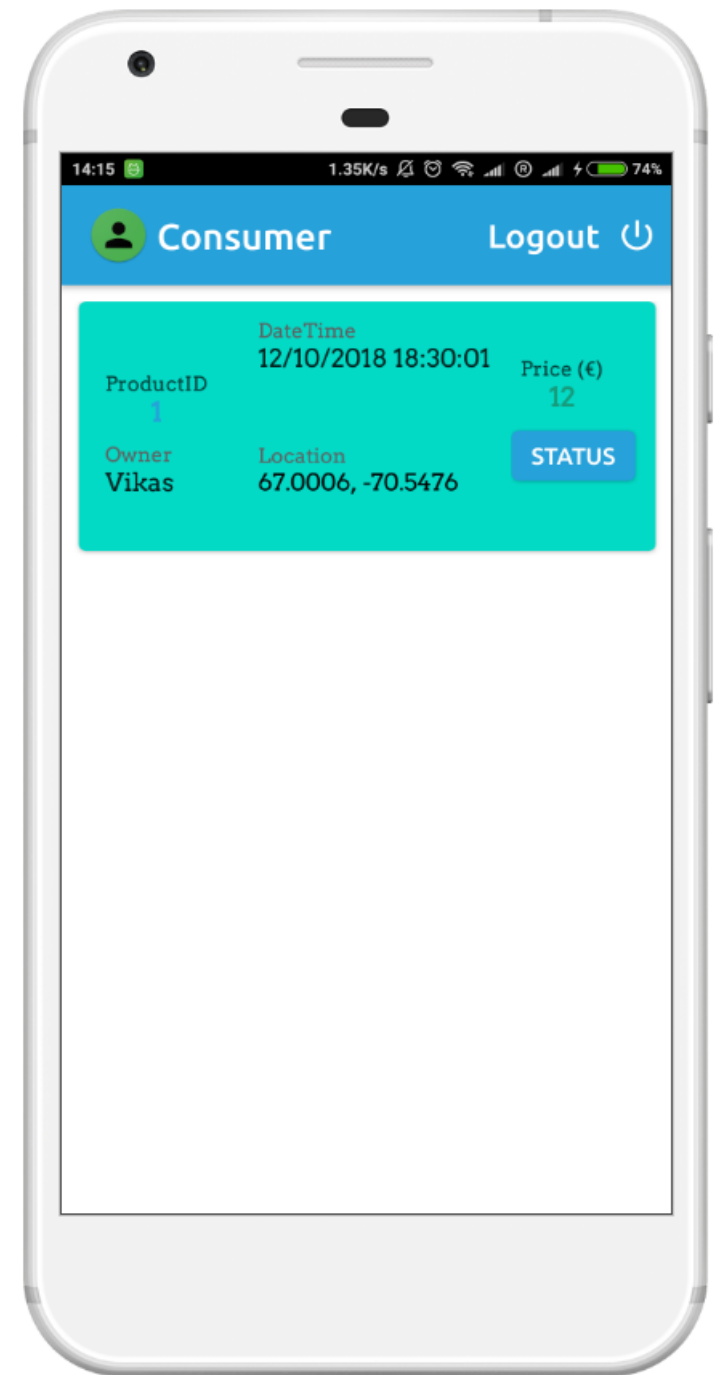 14:15 1.35K/s 74%
Consumer Logout
DateTime
12/10/2018 18:30:01
ProductID
1
Price (€)
12
Owner
Vikas
Location
67.0006, -70.5476
STATUS